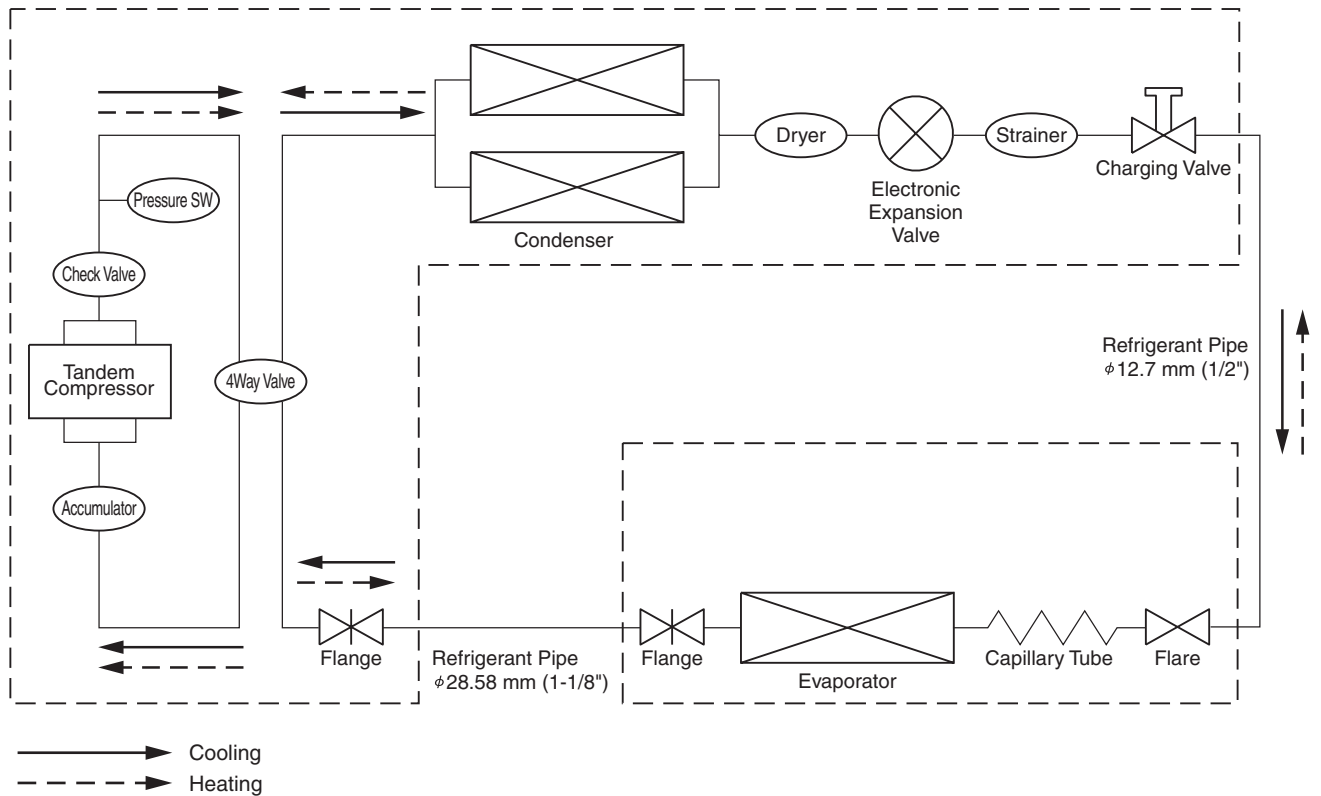 Dryer
Strainer
Charging Valve
Electronic
Expansion
Valve
Pressure SW
Condenser
Check Valve
Refrigerant Pipe
ϕ12.7 mm (1/2")
Tandem
Compressor
4Way Valve
Accumulator
Flange
Refrigerant Pipe
ϕ28.58 mm (1-1/8")
Flange
Evaporator
Capillary Tube
Flare
Cooling
Heating